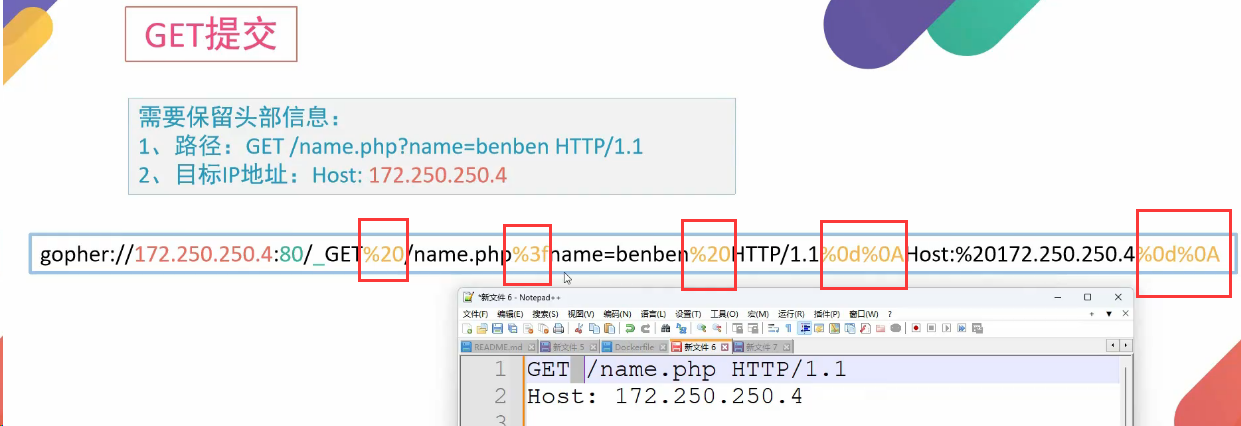 GET提交
需要保留头部信息：
1、路径：GET /name.php?name=benben HTTP/1.1
2、目标IP地址：Host: 172.250.250.4
gopher://172.250.250.4:80/_GET%20/name.php%3fname=benben%20HTTP/1.1%0d%0AHost:%20172.250.250.4%0d%0A
*新文件 6 - Notepad++
文件(F) 编辑(E) 搜索(S) 视图(V) 编码(N) 语言(L) 设置(T) 工具(O) 宏(M) 运行(R) 插件(P) 窗口(W) ?
README.md 新文件 5 Dockerfile 新文件 6 新文件 7
1 GET /name.php HTTP/1.1
2 Host: 172.250.250.4
3